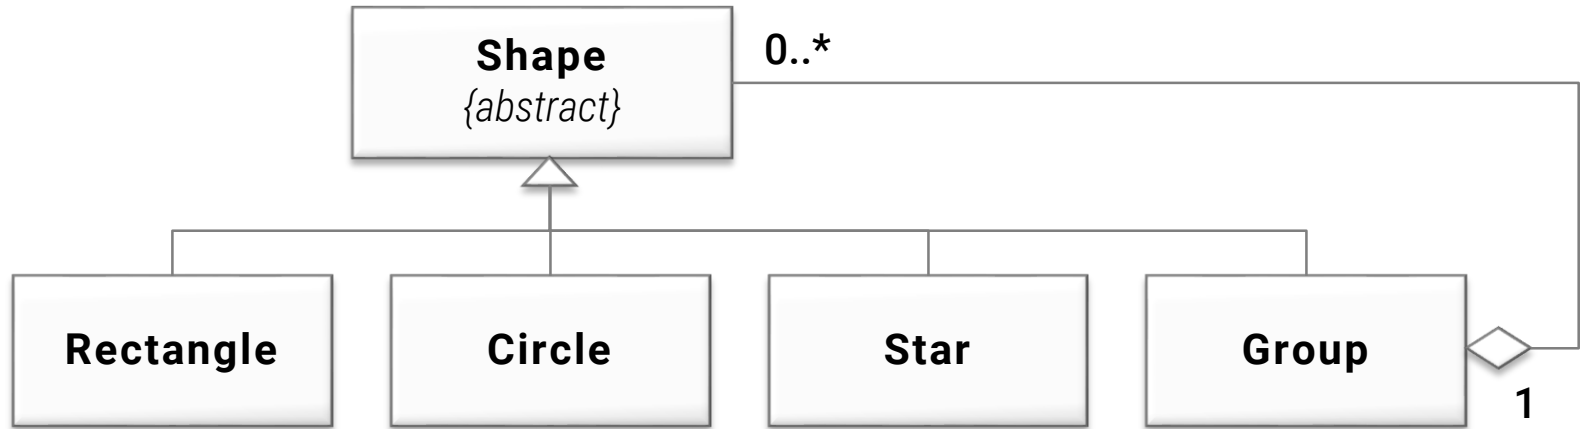 Shape
{abstract}
0..*
Rectangle
Circle
Star
Group
1